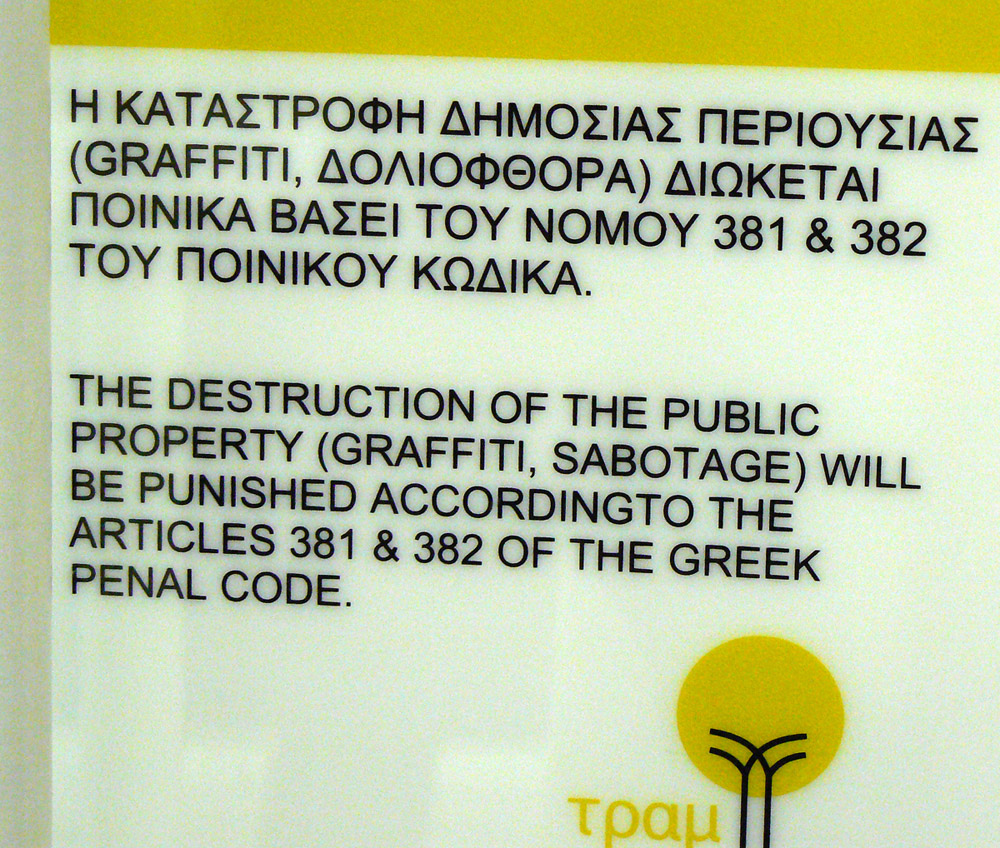 Η ΚΑΤΑΣΤΡΟΦΗ ΔΗΜΟΣΙΑΣ ΠΕΡΙΟΥΣΙΑΣ
(GRAFFITI, ΔΟΛΙΟΦΘΟΡΑ) ΔΙΩΚΕΤΑΙ
ΠΟΙΝΙΚΑ ΒΑΣΕΙ ΤΟΥ ΝΟΜΟΥ 381 & 382
ΤΟΥ ΠΟΙΝΙΚΟΥ ΚΩΔΙΚΑ.
THE DESTRUCTION OF THE PUBLIC
PROPERTY (GRAFFITI, SABOTAGE) WILL
BE PUNISHED ACCORDINGTO THE
ARTICLES 381 & 382 OF THE GREEK
PENAL CODE.
τραμ